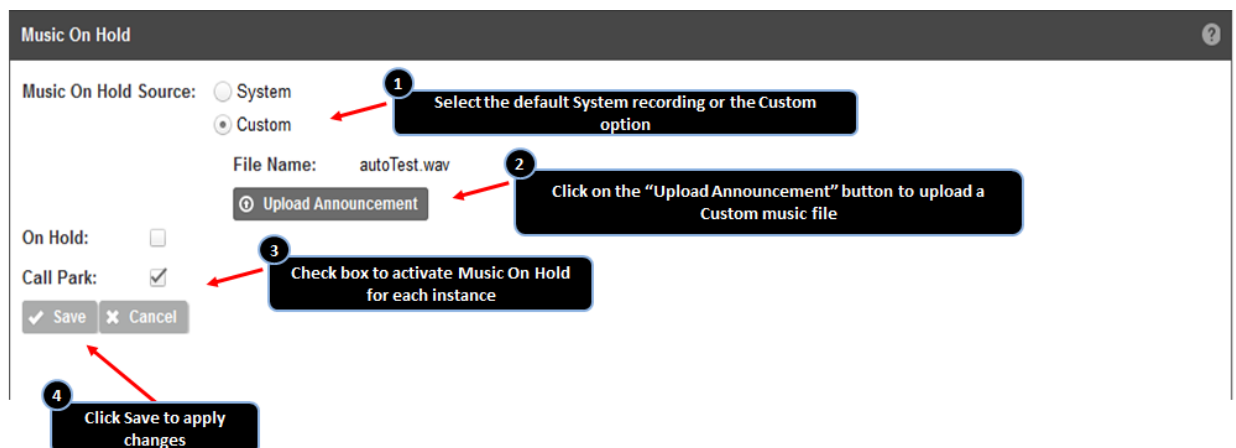 Music On Hold
?
Music On Hold Source: System
1
Select the default System recording or the Custom
option
Custom
File Name: autoTest.wav
2
Upload Announcement
Click on the “Upload Announcement” button to upload a
Custom music file
On Hold:
3
Call Park:
Check box to activate Music On Hold
for each instance
Save Cancel
4
Click Save to apply
changes